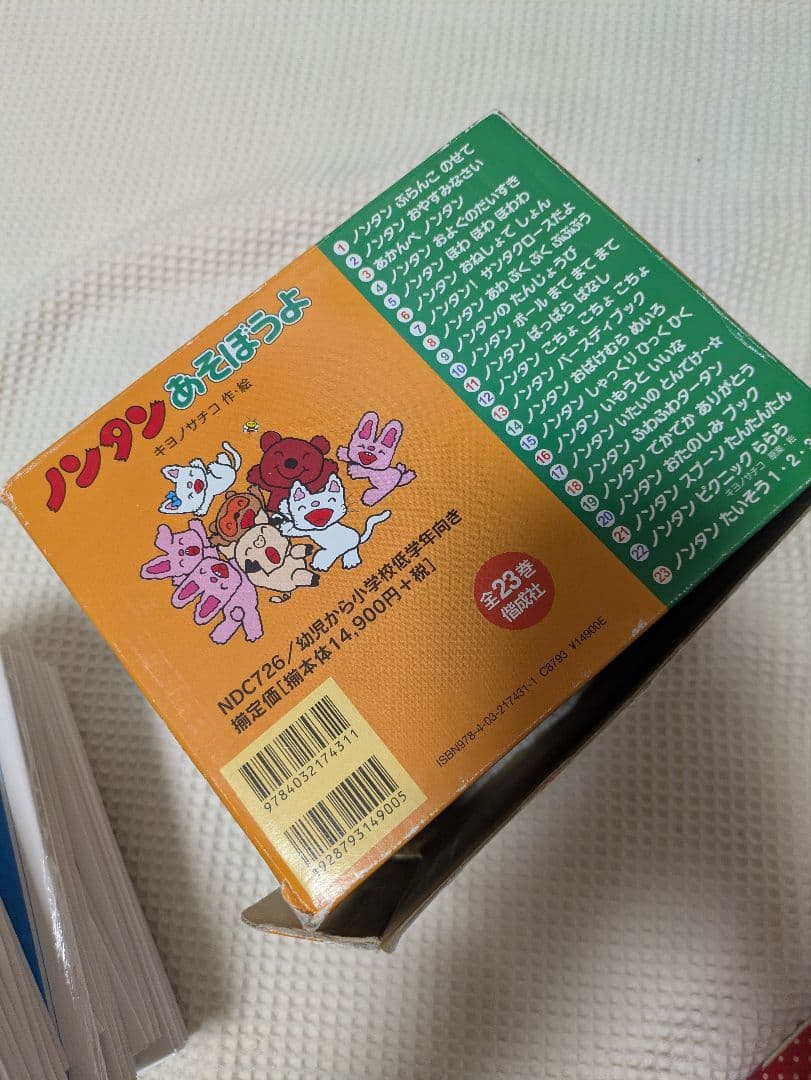 ノンタン あそぼうよ
キヨノサチコ 作・絵
NDC726／幼児から小学校低学年向き
揃定価[揃本体14,900円+税]
全23巻
偕成社
9784032174311
1928793149005
ISBN978-4-03-217431-1 C8793 ¥14900E
1 ノンタン ぶらんこ のせて
2 ノンタン おやすみなさい
3 あかんべ ノンタン
4 ノンタン およぐのだいすき
5 ノンタン ほわ ほわ ほわわ
6 ノンタン おねしょで しょん
7 ノンタン! サンタクロースだよ
8 ノンタン あわ ぷく ぷく ぷぷぷう
9 ノンタンの たんじょうび
10 ノンタン ボール まて まて まて
11 ノンタン ぱっぱら ぱなし
12 ノンタン こちょ こちょ こちょ
13 ノンタン バースデイブック
14 ノンタン おばけむら めいろ
15 ノンタン しゃっくり ひっく ひく
16 ノンタン いもうと いいな
17 ノンタン いたいの とんでけ～☆
18 ノンタン ふわふわタータン
19 ノンタン てかてか ありがとう
20 ノンタン おたのしみ ブック
21 ノンタン スプーン たんたんたん
22 ノンタン ピクニック ららら
キヨノサチコ 原案 絵
23 ノンタン たいそう 1・2・